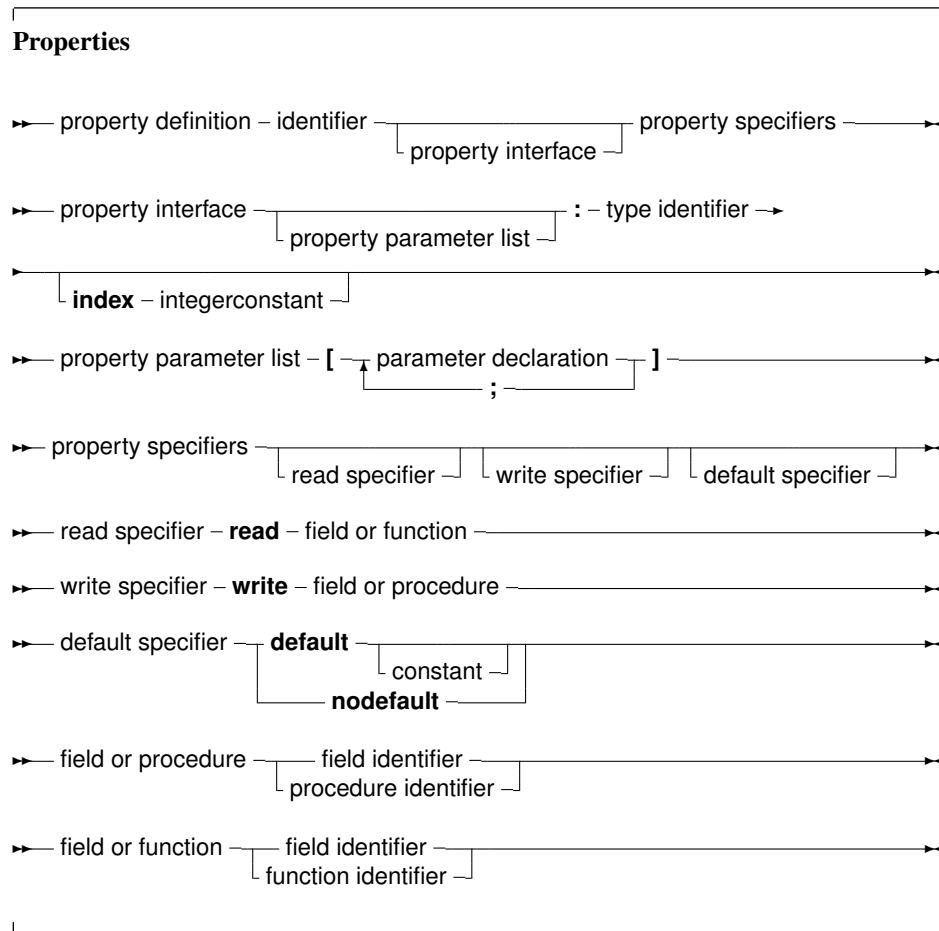 Properties
property definition – identifier property specifiers
property interface
property interface : – type identifier
property parameter list
index – integerconstant
property parameter list – [ parameter declaration ]
;
property specifiers
read specifier write specifier default specifier
read specifier – read – field or function
write specifier – write – field or procedure
default specifier default
constant
nodefault
field or procedure field identifier
procedure identifier
field or function field identifier
function identifier